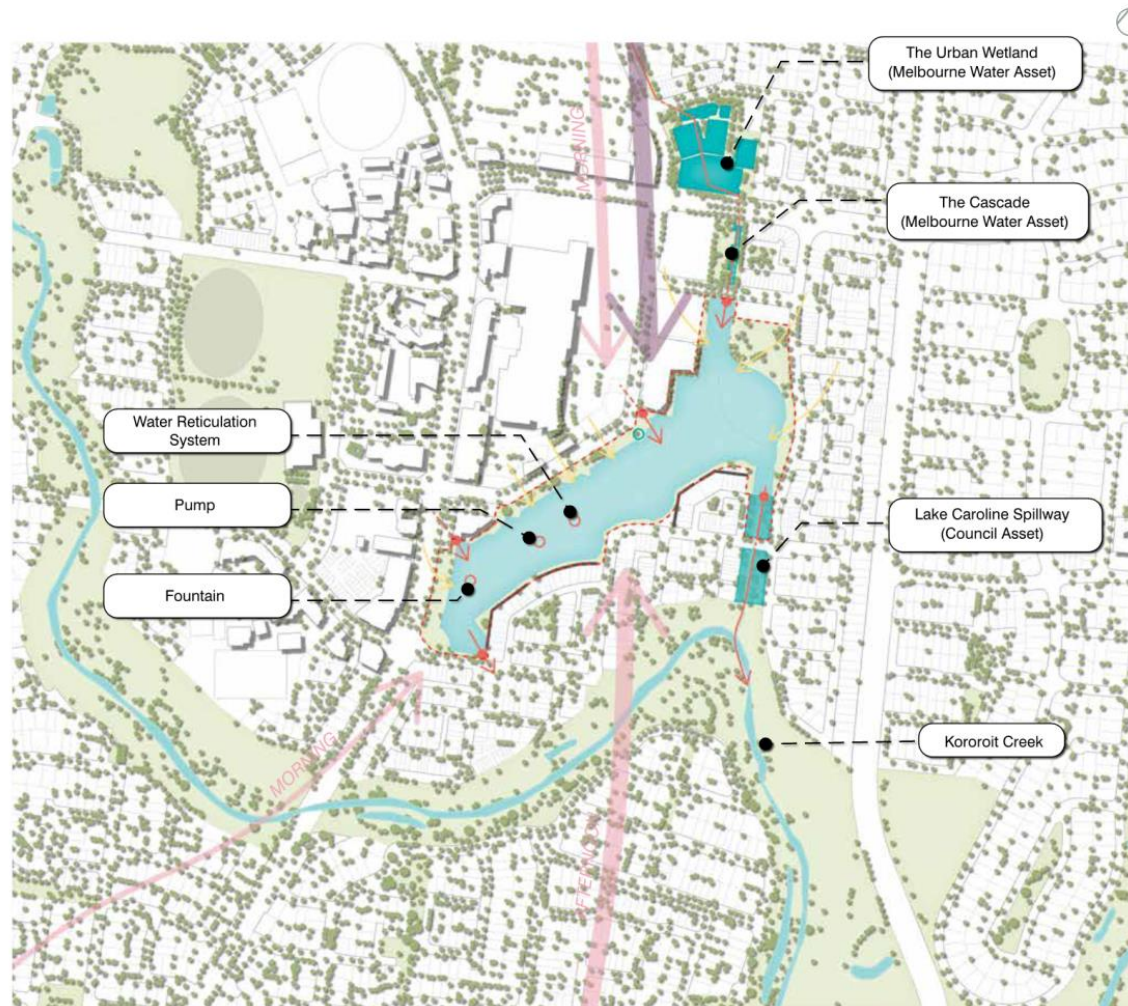 The Urban Wetland
(Melbourne Water Asset)
MORNING
The Cascade
(Melbourne Water Asset)
Water Reticulation
System
Pump
Lake Caroline Spillway
(Council Asset)
Fountain
MORNING
Kororoit Creek
AFTERNOON